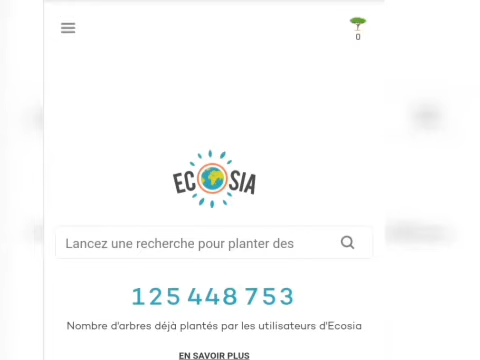 0
ECOSIA
Lancez une recherche pour planter des
125 448 753
Nombre d'arbres déjà plantés par les utilisateurs d'Ecosia
EN SAVOIR PLUS